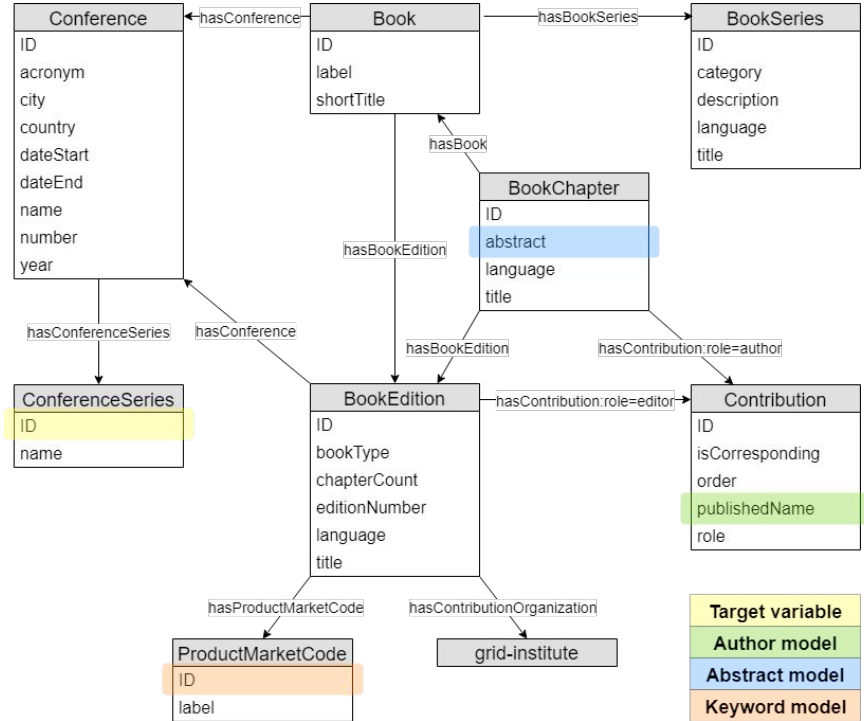 Conference
ID
acronym
city
country
dateStart
dateEnd
name
number
year
hasConference
Book
ID
label
shortTitle
hasBookSeries
BookSeries
ID
category
description
language
title
hasBook
BookChapter
ID
abstract
language
title
hasBookEdition
hasConferenceSeries
hasConference
hasBookEdition
hasContribution:role=author
ConferenceSeries
ID
name
BookEdition
ID
bookType
chapterCount
editionNumber
language
title
hasContribution:role=editor
Contribution
ID
isCorresponding
order
publishedName
role
hasProductMarketCode
hasContributionOrganization
ProductMarketCode
ID
label
grid-institute
Target variable
Author model
Abstract model
Keyword model